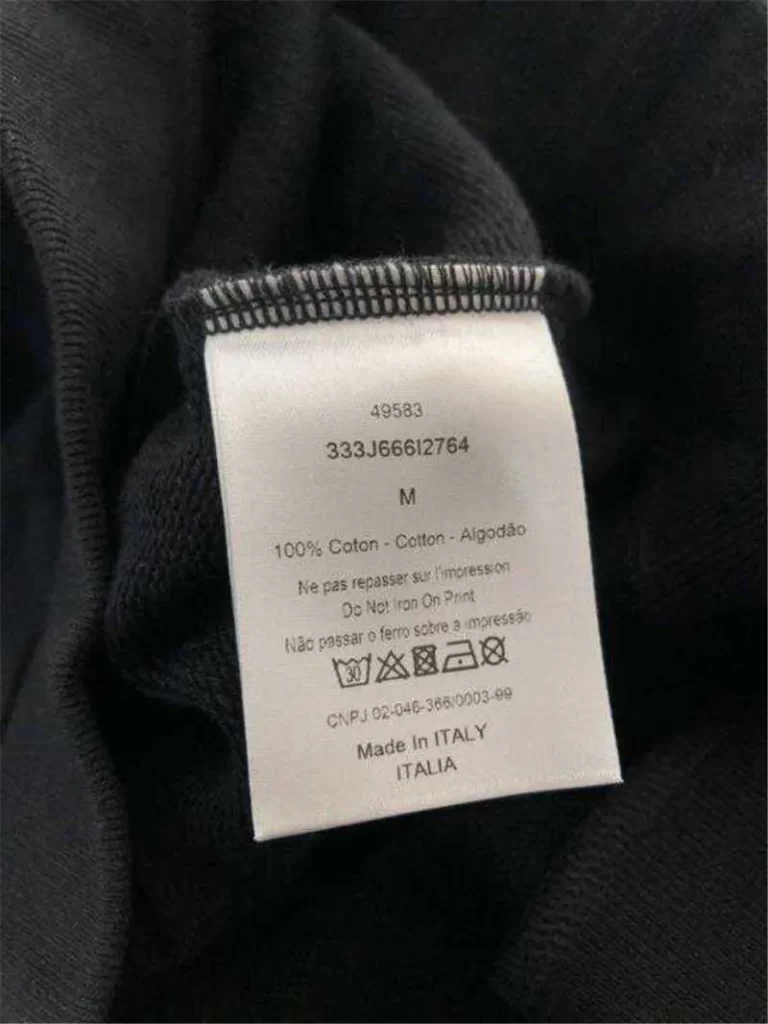 49583
333J666I2764
M
100% Coton - Cotton - Algodão
Ne pas repasser sur l'impression
Do Not Iron On Print
Não passar o ferro sobre a impressão
30
CNPJ 02-046-366/0003-99
Made In ITALY
ITALIA